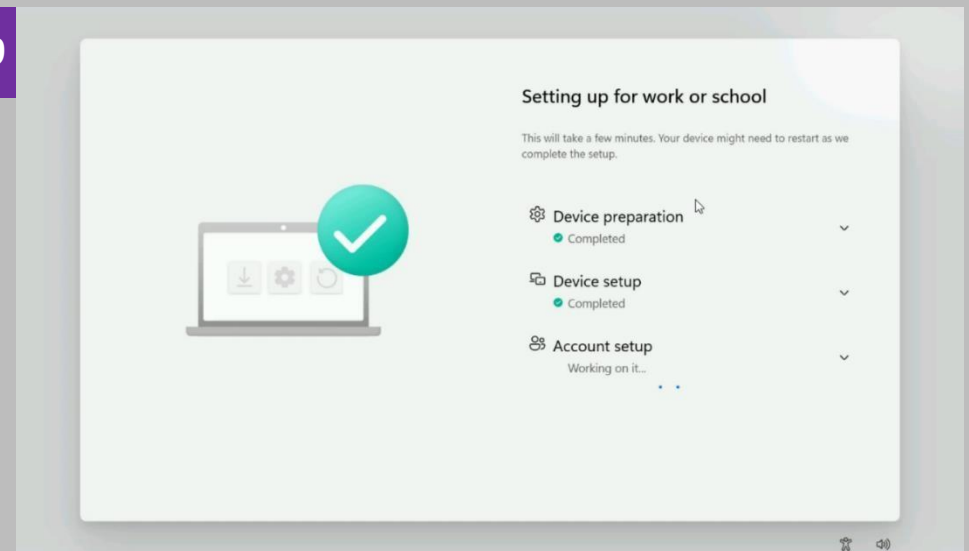 Setting up for work or school
This will take a few minutes. Your device might need to restart as we
complete the setup.
Device preparation
Completed
Device setup
Completed
Account setup
Working on it...